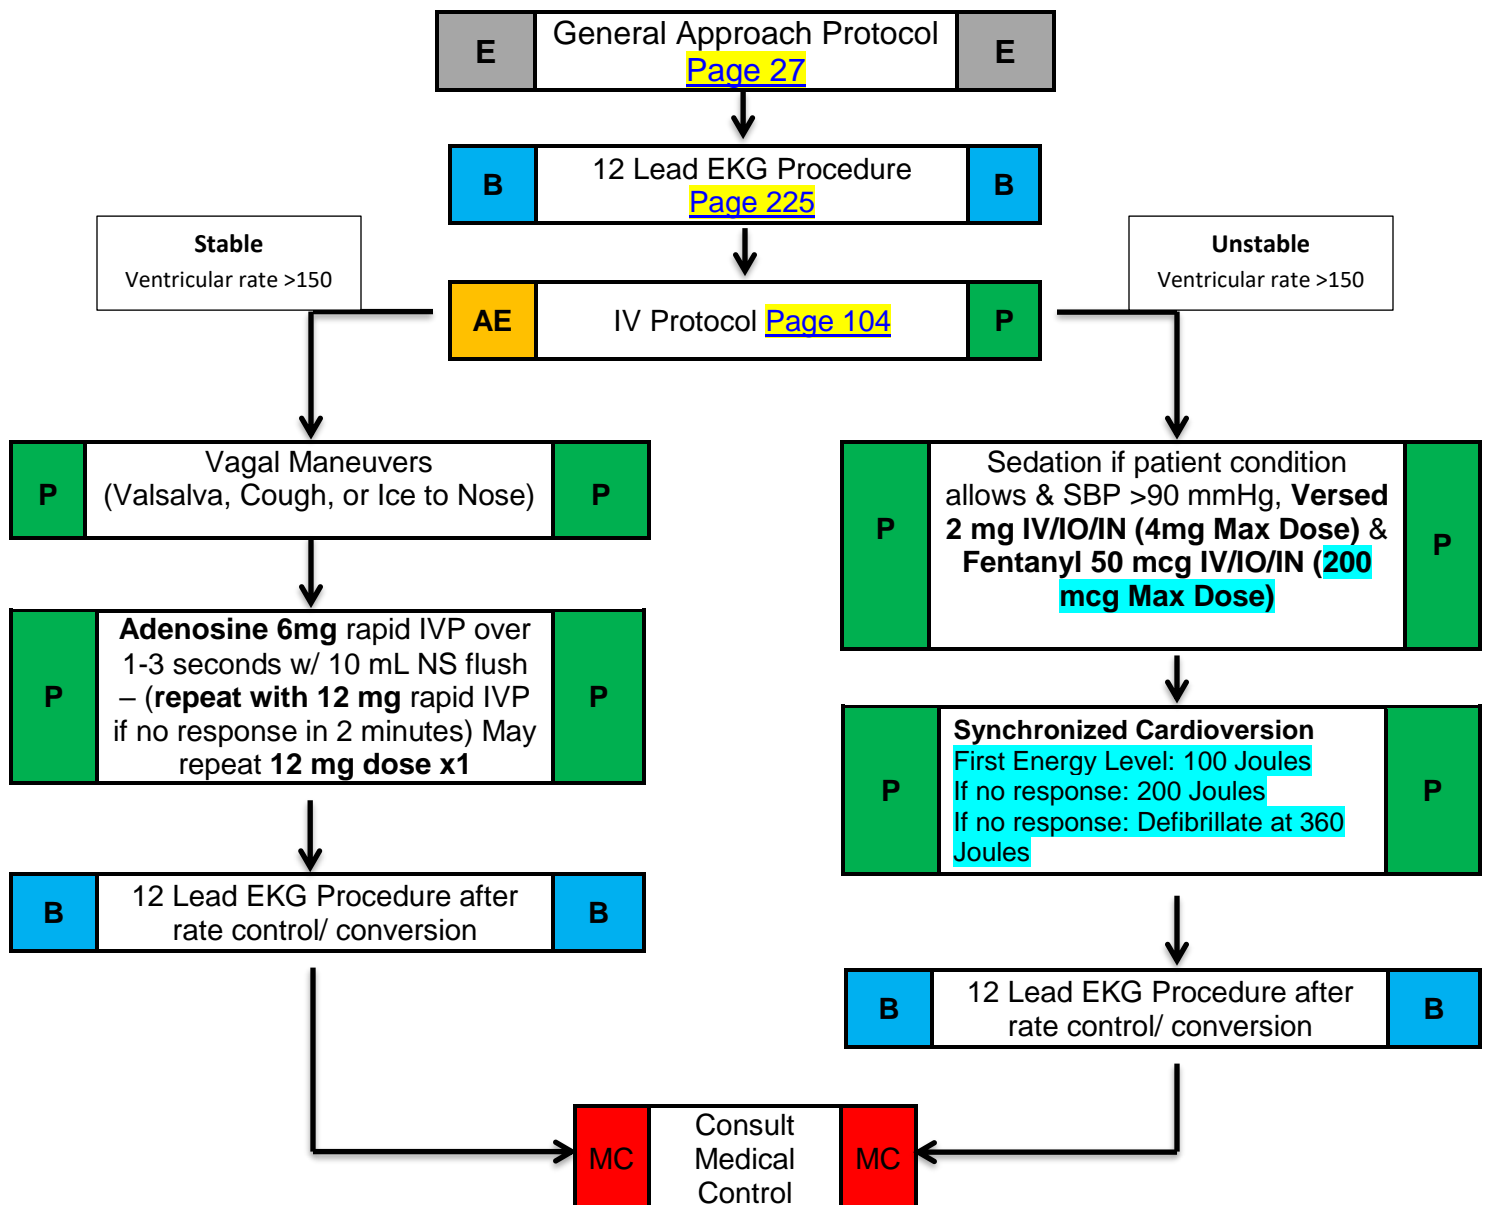 E
General Approach Protocol
Page 27
E
B
12 Lead EKG Procedure
Page 225
B
Stable
Ventricular rate >150
Unstable
Ventricular rate >150
AE
IV Protocol Page 104
P
P
Vagal Maneuvers
(Valsalva, Cough, or Ice to Nose)
P
P
Adenosine 6mg rapid IVP over
1-3 seconds w/ 10 mL NS flush
– (repeat with 12 mg rapid IVP
if no response in 2 minutes) May
repeat 12 mg dose x1
P
B
12 Lead EKG Procedure after
rate control/ conversion
B
P
Sedation if patient condition
allows & SBP >90 mmHg, Versed
2 mg IV/IO/IN (4mg Max Dose) &
Fentanyl 50 mcg IV/IO/IN (200
mcg Max Dose)
P
P
Synchronized Cardioversion
First Energy Level: 100 Joules
If no response: 200 Joules
If no response: Defibrillate at 360
Joules
P
B
12 Lead EKG Procedure after
rate control/ conversion
B
MC
Consult
Medical
Control
MC